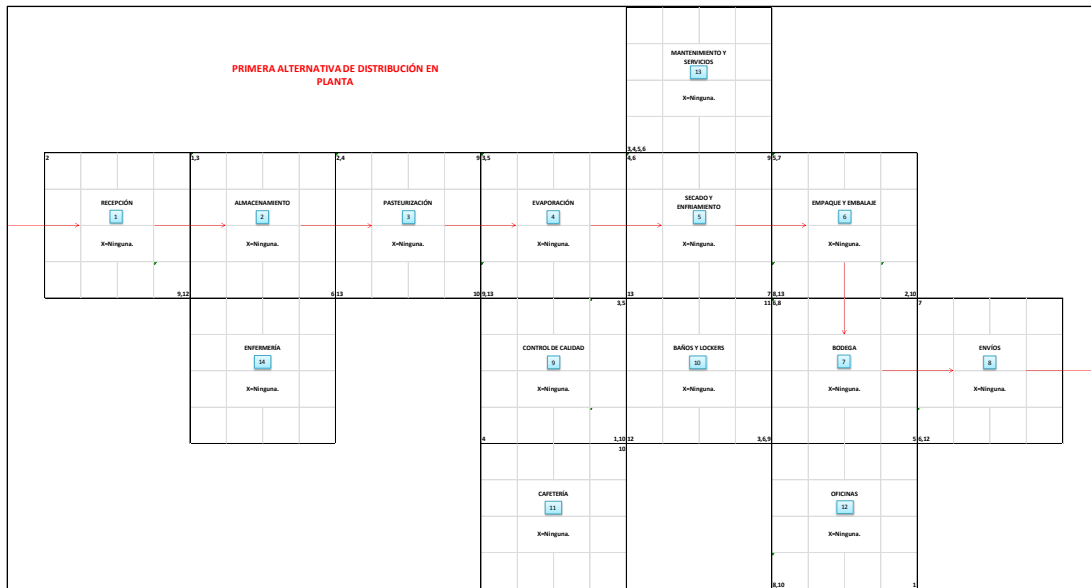 MANTENIMIENTO Y
SERVICIOS
13
X=Ninguna.
3,4,5,6
PRIMERA ALTERNATIVA DE DISTRIBUCIÓN EN
PLANTA
2
RECEPCIÓN
1
X=Ninguna.
9,12
1,3
ALMACENAMIENTO
2
X=Ninguna.
6
2,4
9
PASTEURIZACIÓN
3
X=Ninguna.
13
10
3,5
EVAPORACIÓN
4
X=Ninguna.
9,13
4,6
9
SECADO Y
ENFRIAMIENTO
5
X=Ninguna.
13
7
5,7
EMPAQUE Y EMBALAJE
6
X=Ninguna.
8,13
2,10
ENFERMERÍA
14
X=Ninguna.
3,5
CONTROL DE CALIDAD
9
X=Ninguna.
4
1,10
11
BAÑOS Y LOCKERS
10
X=Ninguna.
12
3,6,9
6,8
BODEGA
7
X=Ninguna.
5
7
ENVÍOS
8
X=Ninguna.
6,12
10
CAFETERÍA
11
X=Ninguna.
OFICINAS
12
X=Ninguna.
8,10
1